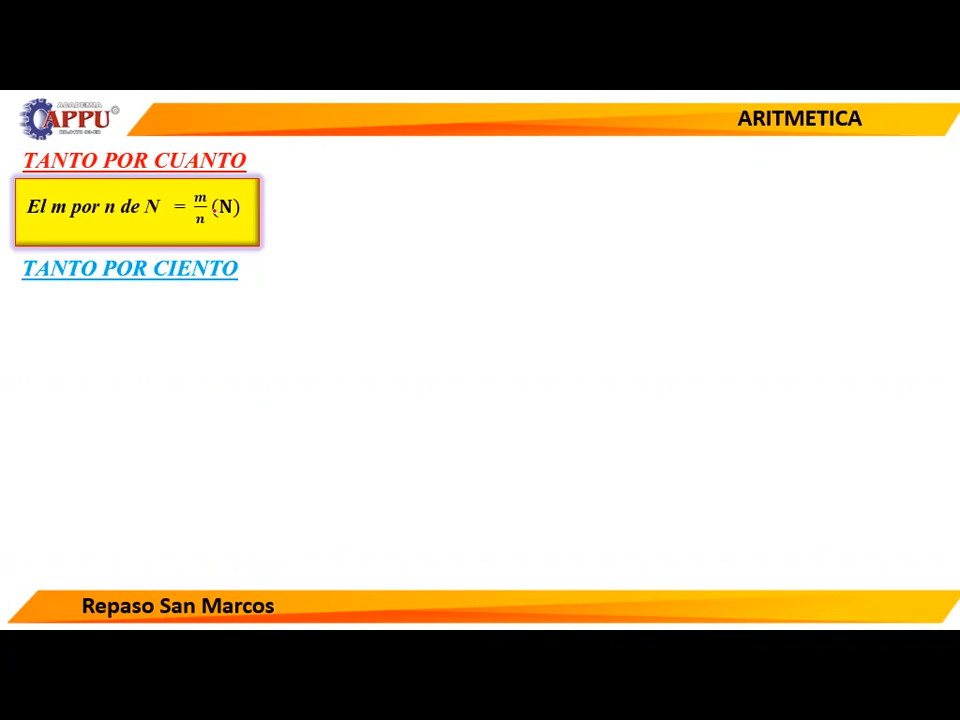 ACADEMIA
APPU®
ARITMETICA
TANTO POR CUANTO
El m por n de N = m/n (N)
TANTO POR CIENTO
Repaso San Marcos